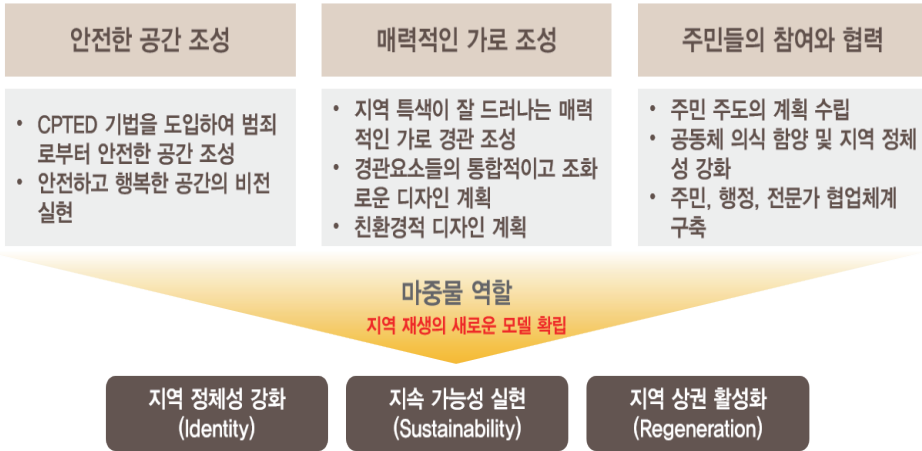 안전한 공간 조성
• CPTED 기법을 도입하여 범죄
로부터 안전한 공간 조성
• 안전하고 행복한 공간의 비전
실현
매력적인 가로 조성
• 지역 특색이 잘 드러나는 매력
적인 가로 경관 조성
• 경관요소들의 통합적이고 조화
로운 디자인 계획
• 친환경적 디자인 계획
주민들의 참여와 협력
• 주민 주도의 계획 수립
• 공동체 의식 함양 및 지역 정체
성 강화
• 주민, 행정, 전문가 협업체계
구축
마중물 역할
지역 재생의 새로운 모델 확립
지역 정체성 강화
(Identity)
지속 가능성 실현
(Sustainability)
지역 상권 활성화
(Regeneration)